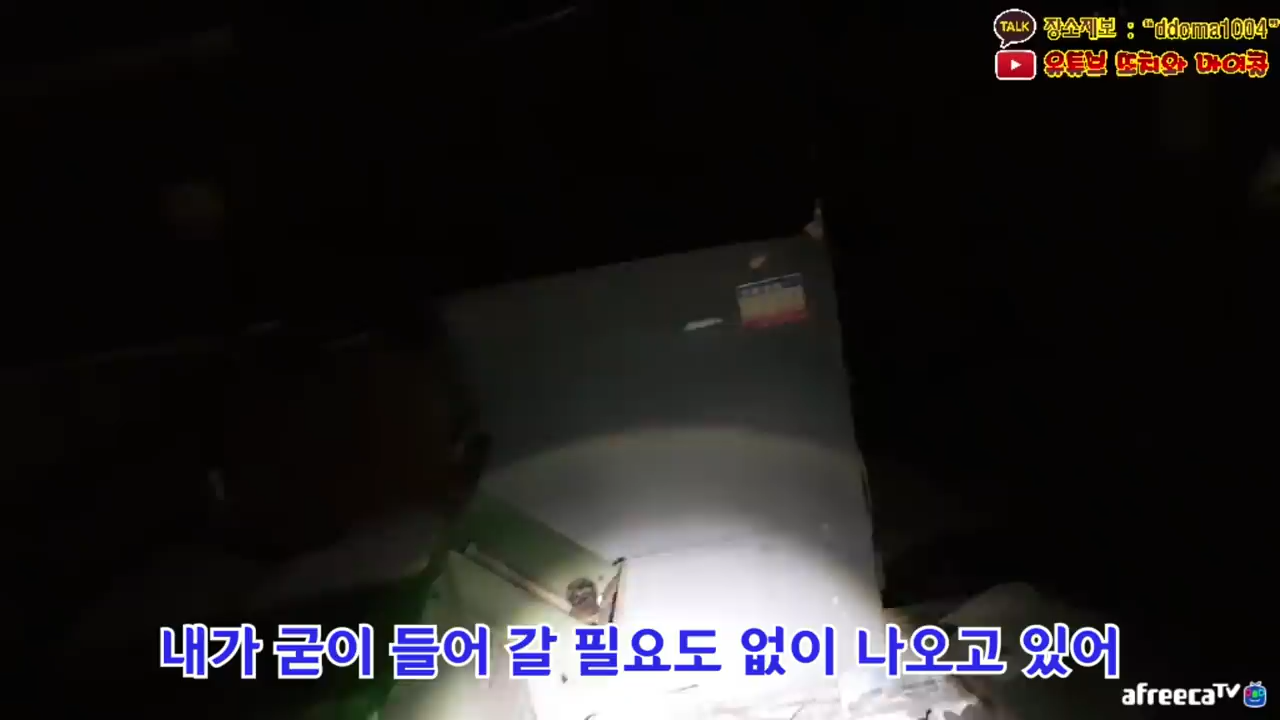 TALK 장소제보 : "ddoma1004"
유튜브 또치와 마여콩
내가 굳이 들어 갈 필요도 없이 나오고 있어
afreecaTV